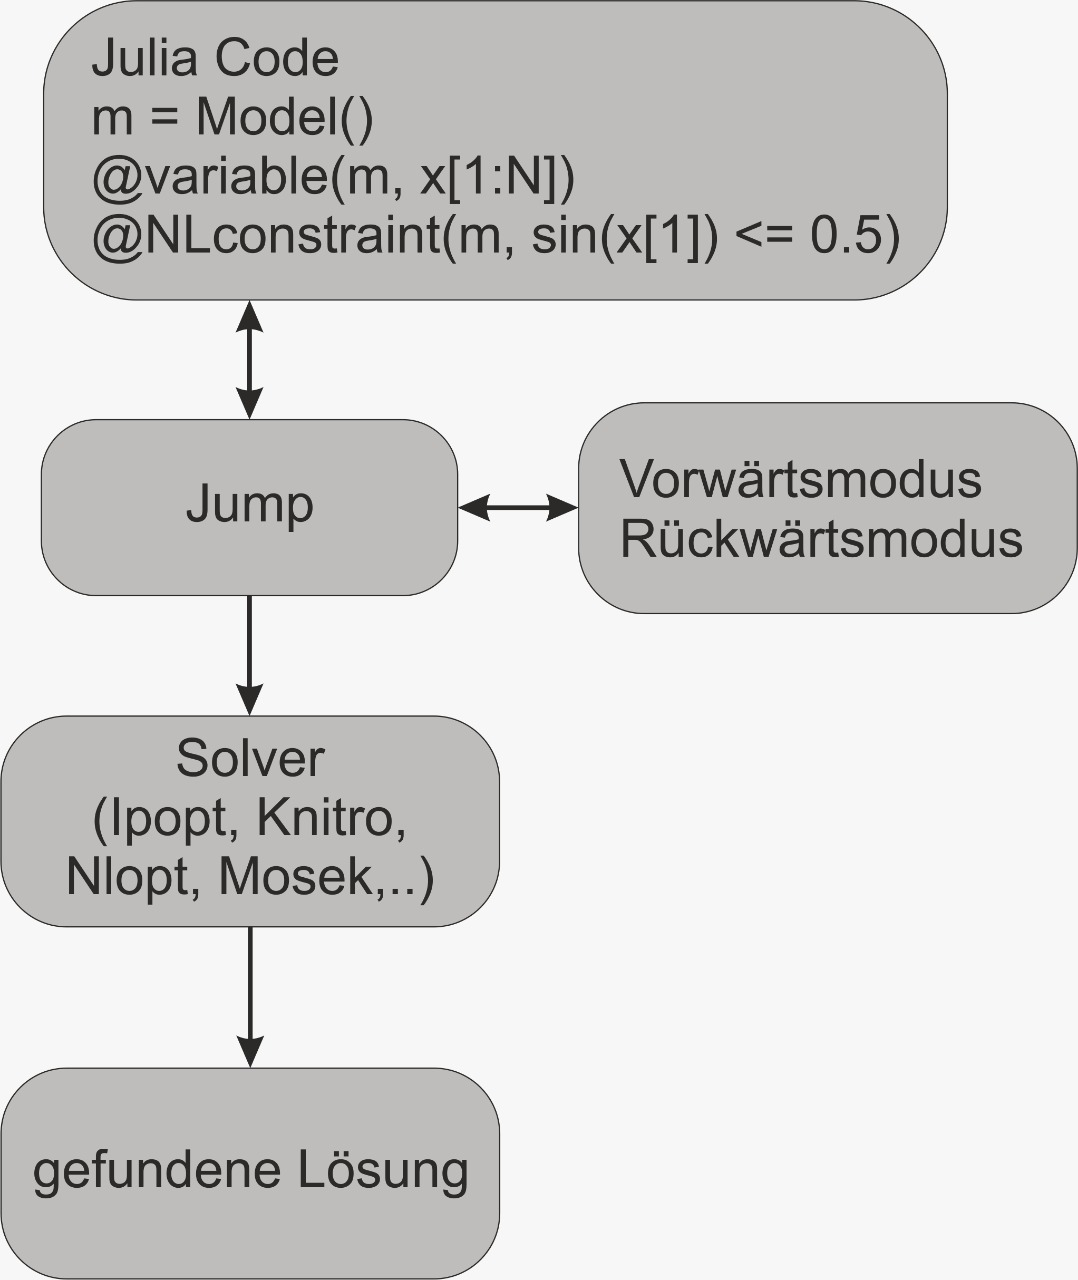 Julia Code
m = Model()
@variable(m, x[1:N])
@NLconstraint(m, sin(x[1]) <= 0.5)
Jump
Vorwärtsmodus
Rückwärtsmodus
Solver
(Ipopt, Knitro,
Nlopt, Mosek,..)
gefundene Lösung